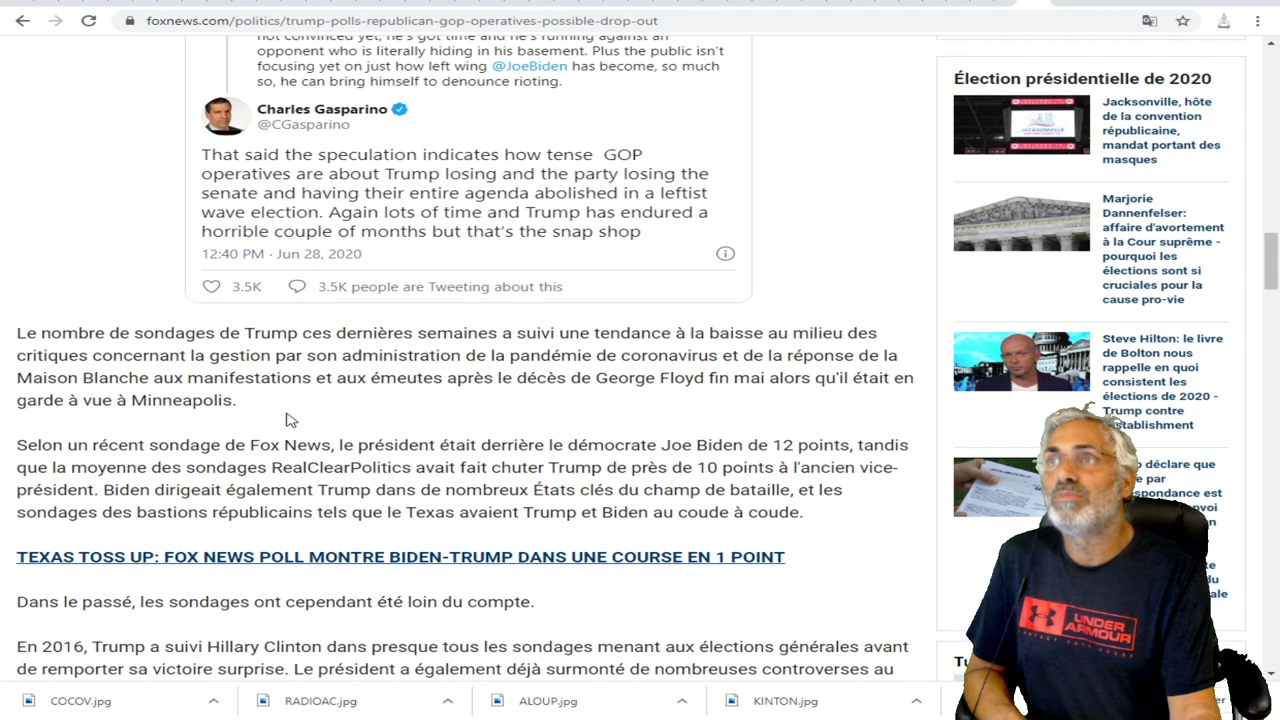 foxnews.com/politics/trump-polls-republican-gop-operatives-possible-drop-out
not convinced yet, he's got time and he's running against an
opponent who is literally hiding in his basement. Plus the public isn't
focusing yet on just how left wing @JoeBiden has become, so much
so, he can bring himself to denounce rioting.
Charles Gasparino
@CGasparino
That said the speculation indicates how tense GOP
operatives are about Trump losing and the party losing the
senate and having their entire agenda abolished in a leftist
wave election. Again lots of time and Trump has endured a
horrible couple of months but that's the snap shop
12:40 PM · Jun 28, 2020
3.5K 3.5K people are Tweeting about this
Le nombre de sondages de Trump ces dernières semaines a suivi une tendance à la baisse au milieu des
critiques concernant la gestion par son administration de la pandémie de coronavirus et de la réponse de la
Maison Blanche aux manifestations et aux émeutes après le décès de George Floyd fin mai alors qu'il était en
garde à vue à Minneapolis.
Selon un récent sondage de Fox News, le président était derrière le démocrate Joe Biden de 12 points, tandis
que la moyenne des sondages RealClearPolitics avait fait chuter Trump de près de 10 points à l'ancien vice-
président. Biden dirigeait également Trump dans de nombreux États clés du champ de bataille, et les
sondages des bastions républicains tels que le Texas avaient Trump et Biden au coude à coude.
TEXAS TOSS UP: FOX NEWS POLL MONTRE BIDEN-TRUMP DANS UNE COURSE EN 1 POINT
Dans le passé, les sondages ont cependant été loin du compte.
En 2016, Trump a suivi Hillary Clinton dans presque tous les sondages menant aux élections générales avant
de remporter sa victoire surprise. Le président a également déjà surmonté de nombreuses controverses au
Élection présidentielle de 2020
Jacksonville, hôte
de la convention
républicaine,
mandat portant des
masques
Marjorie
Dannenfelser:
affaire d'avortement
à la Cour suprême -
pourquoi les
élections sont si
cruciales pour la
cause pro-vie
Steve Hilton: le livre
de Bolton nous
rappelle en quoi
consistent les
élections de 2020 -
Trump contre
establishment
déclare que
par
spondance est
UNDER
ARMOUR
COCOV.jpg
RADIOAC.jpg
ALOUP.jpg
KINTON.jpg